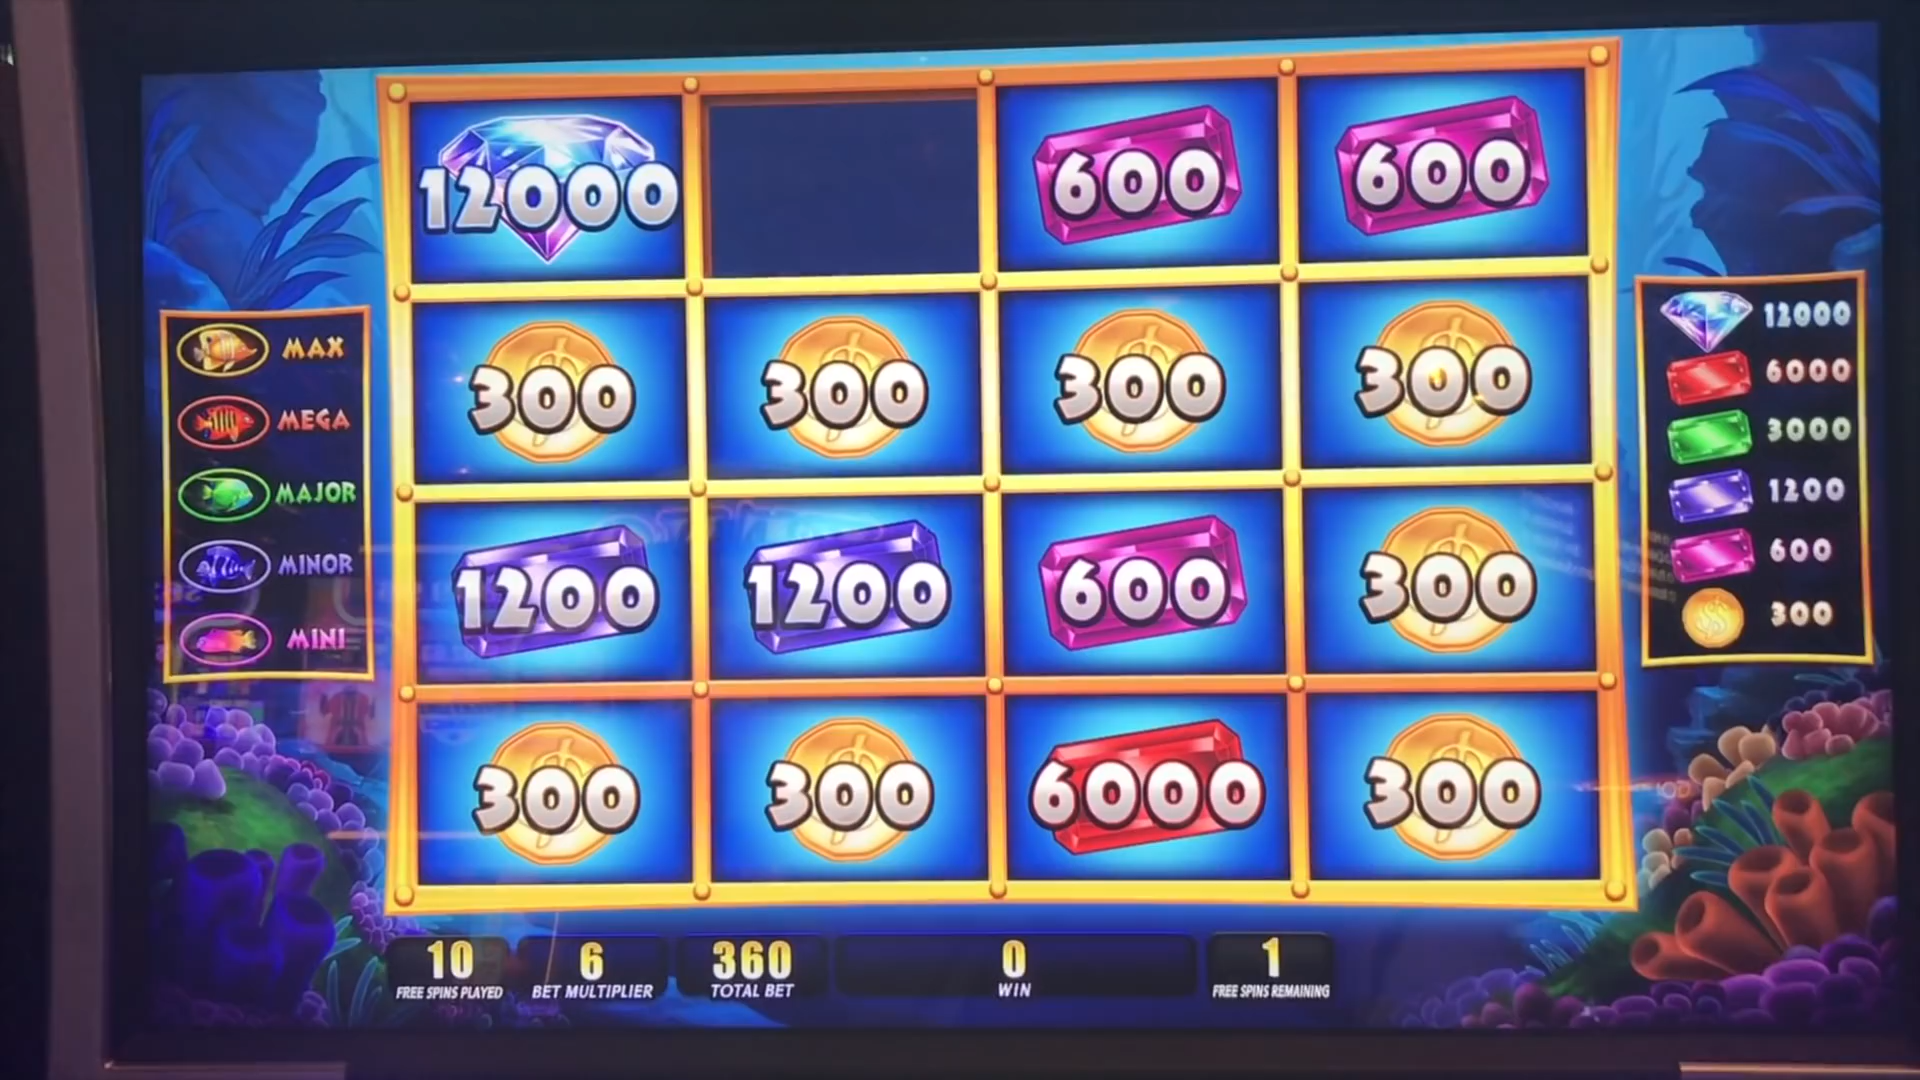 12000 600 600
300 300 300 300
1200 1200 600 300
300 300 6000 300
MAX
MEGA
MAJOR
MINOR
MINI
12000
6000
3000
1200
600
300
10
FREE SPINS PLAYED
6
BET MULTIPLIER
360
TOTAL BET
0
WIN
1
FREE SPINS REMAINING